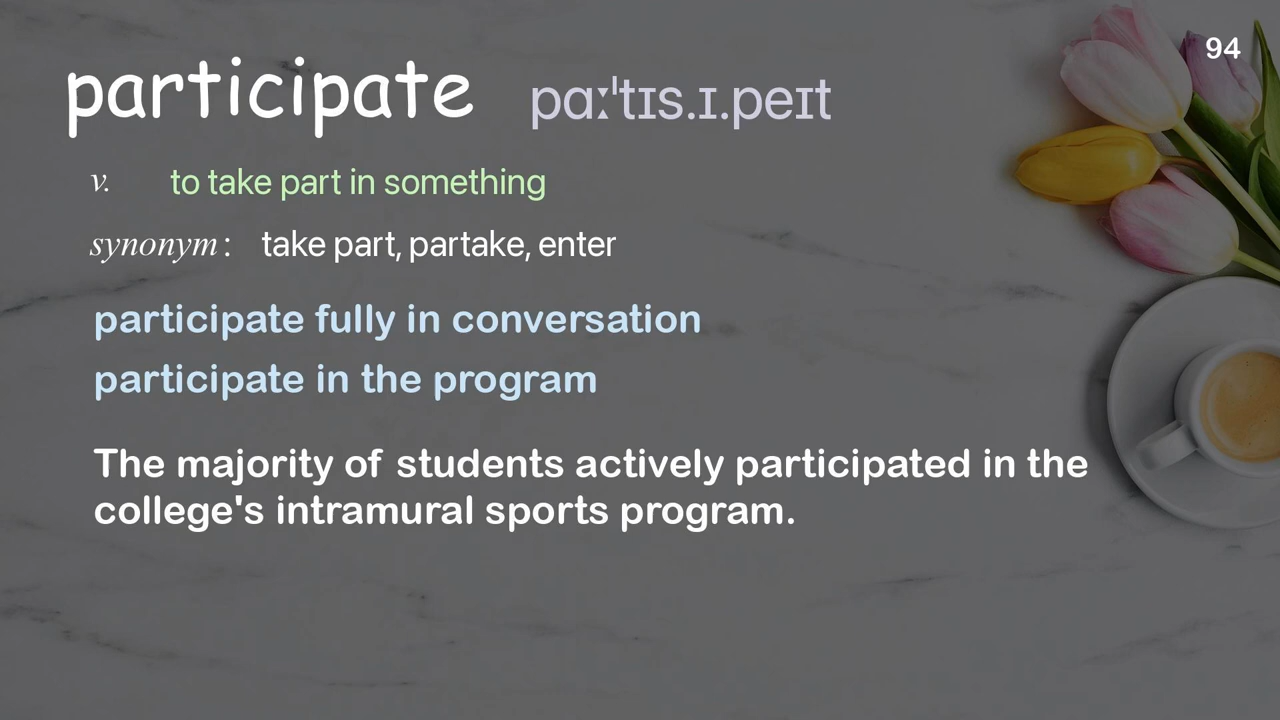 94
participate pɑːˈtɪs.ɪ.peɪt
v. to take part in something
synonym: take part, partake, enter
participate fully in conversation
participate in the program
The majority of students actively participated in the
college's intramural sports program.